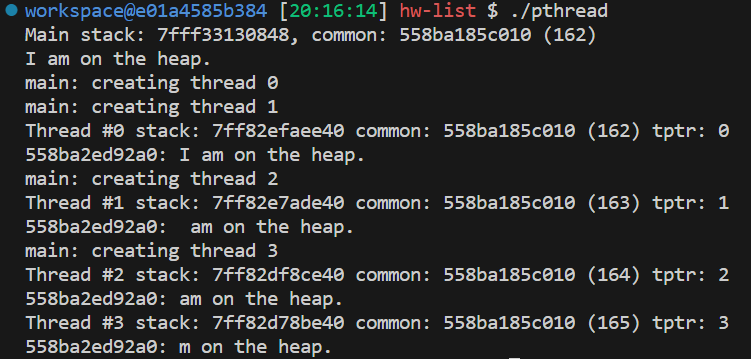 workspace@e01a4585b384 [20:16:14] hw-list $ ./pthread
Main stack: 7fff33130848, common: 558ba185c010 (162)
I am on the heap.
main: creating thread 0
main: creating thread 1
Thread #0 stack: 7ff82efaee40 common: 558ba185c010 (162) tptr: 0
558ba2ed92a0: I am on the heap.
main: creating thread 2
Thread #1 stack: 7ff82e7ade40 common: 558ba185c010 (163) tptr: 1
558ba2ed92a0:  am on the heap.
main: creating thread 3
Thread #2 stack: 7ff82df8ce40 common: 558ba185c010 (164) tptr: 2
558ba2ed92a0: am on the heap.
Thread #3 stack: 7ff82d78be40 common: 558ba185c010 (165) tptr: 3
558ba2ed92a0: m on the heap.